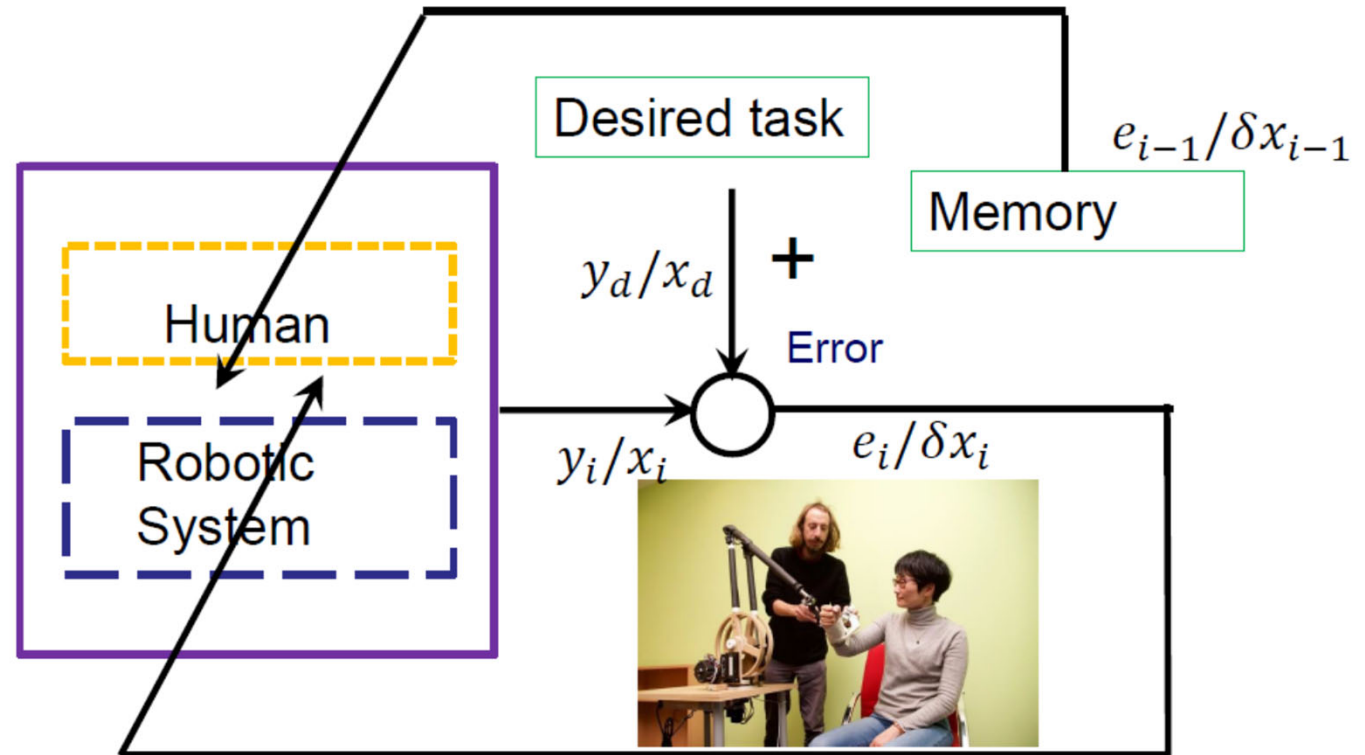 Desired task
e_{i-1}/δx_{i-1}
Memory
y_d/x_d
+
Human
Error
Robotic
System
y_i/x_i
e_i/δx_i